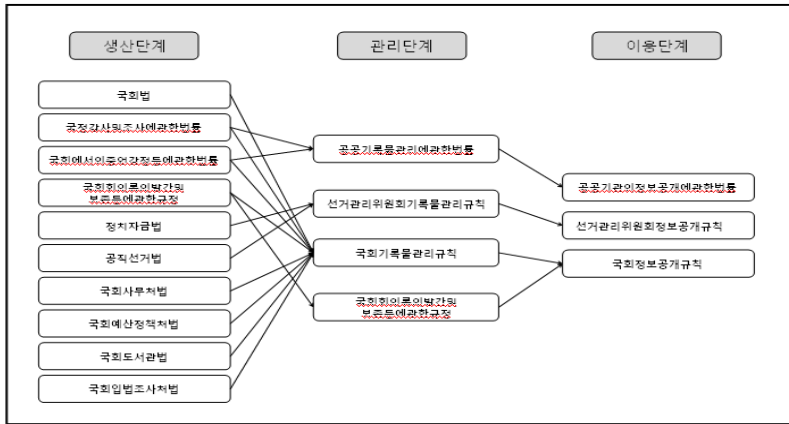 생산단계
관리단계
이용단계
국회법
국정감사및조사에관한법률
국회에서의증언감정등에관한법률
국회회의록의발간및
보존등에관한규정
정치자금법
공직선거법
국회사무처법
국회예산정책처법
국회도서관법
국회입법조사처법
공공기록물관리에관한법률
선거관리위원회기록물관리규칙
국회기록물관리규칙
국회회의록의발간및
보존등에관한규정
공공기관의정보공개에관한법률
선거관리위원회정보공개규칙
국회정보공개규칙